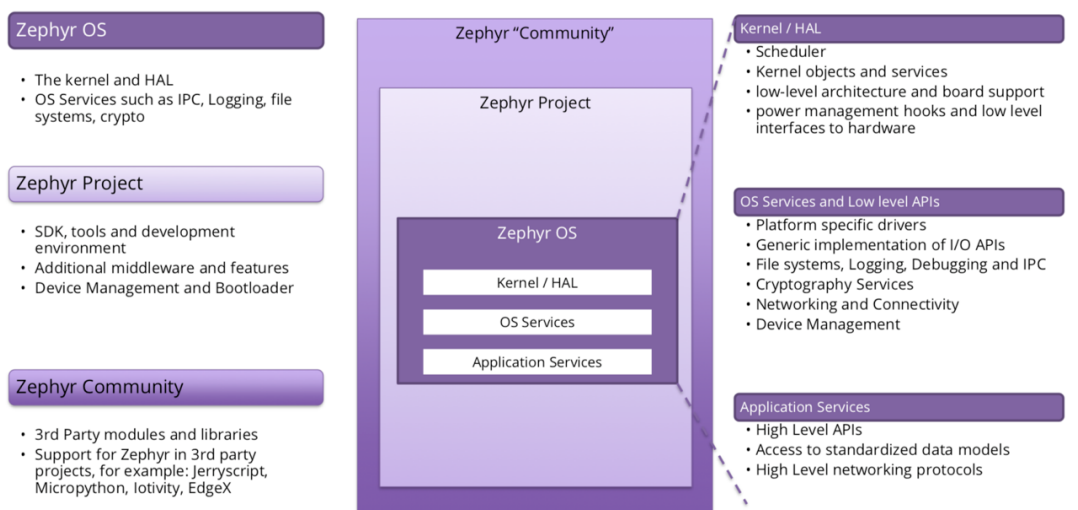 Zephyr OS
• The kernel and HAL
• OS Services such as IPC, Logging, file
systems, crypto
Zephyr Project
• SDK, tools and development
environment
• Additional middleware and features
• Device Management and Bootloader
Zephyr Community
• 3rd Party modules and libraries
• Support for Zephyr in 3rd party
projects, for example: Jerryscript,
Micropython, Iotivity, EdgeX
Zephyr “Community”
Zephyr Project
Zephyr OS
Kernel / HAL
OS Services
Application Services
Kernel / HAL
• Scheduler
• Kernel objects and services
• low-level architecture and board support
• power management hooks and low level
interfaces to hardware
OS Services and Low level APIs
• Platform specific drivers
• Generic implementation of I/O APIs
• File systems, Logging, Debugging and IPC
• Cryptography Services
• Networking and Connectivity
• Device Management
Application Services
• High Level APIs
• Access to standardized data models
• High Level networking protocols